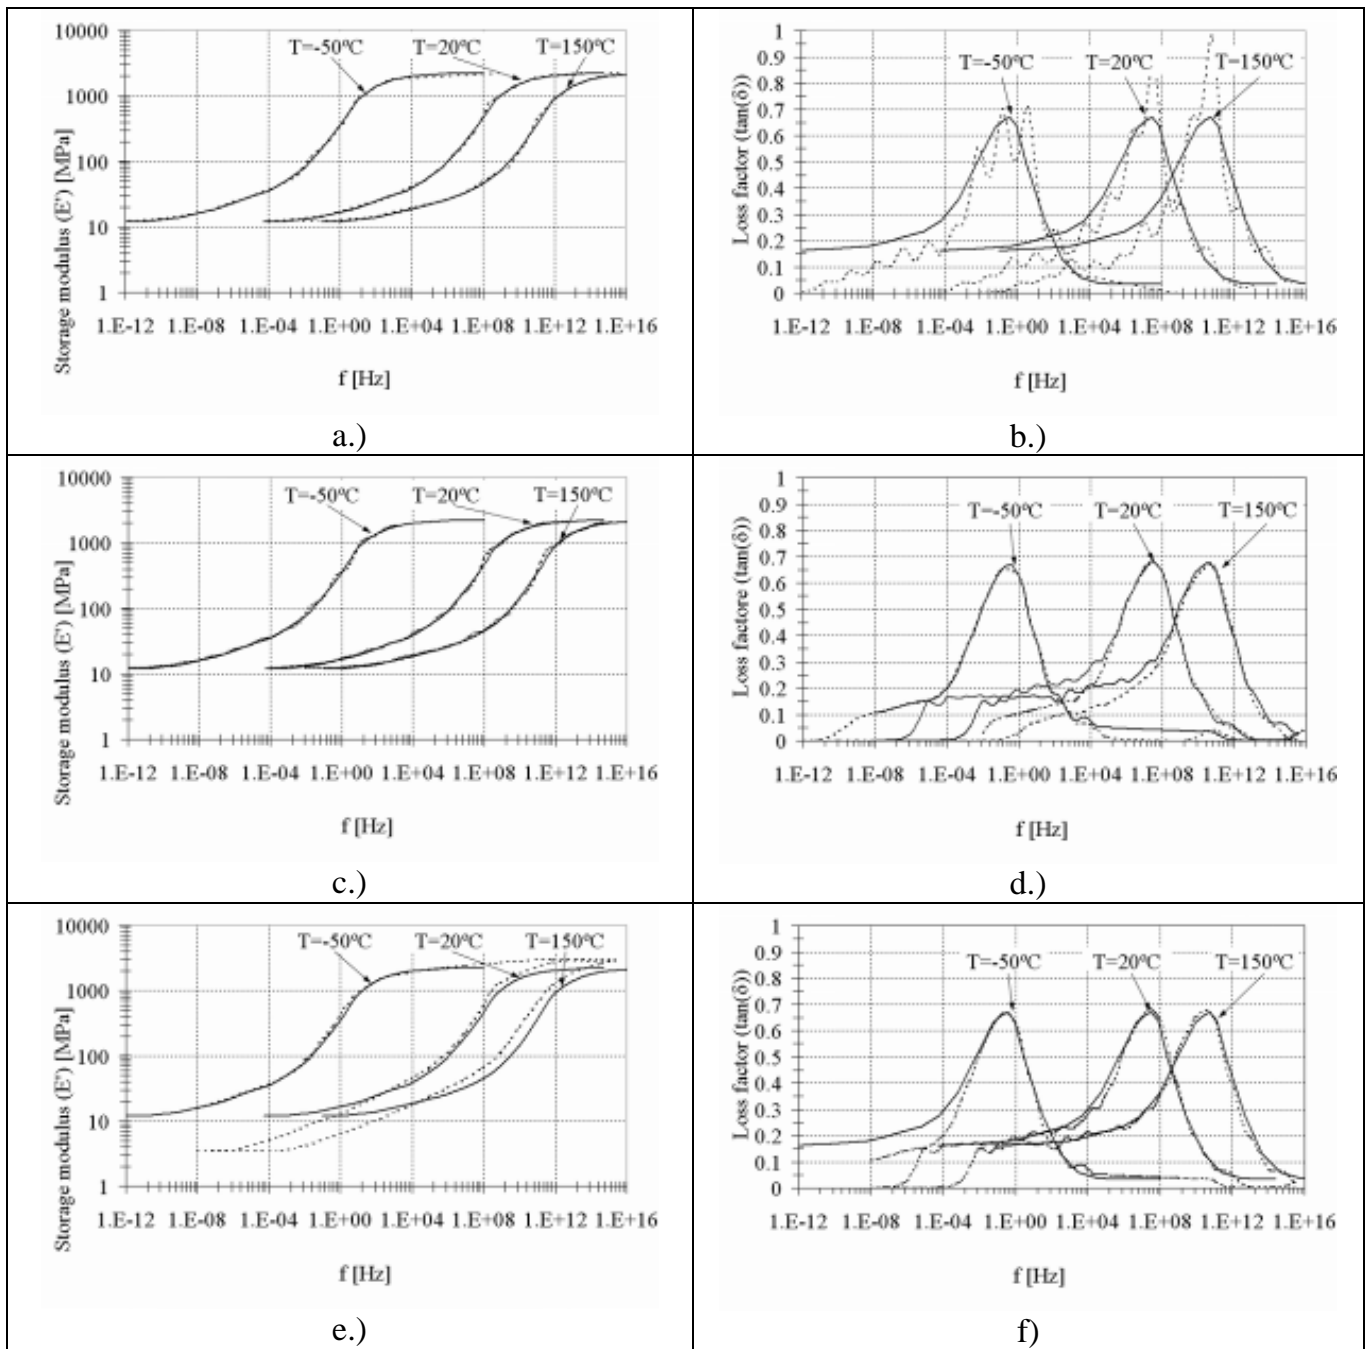 10000
1000
100
10
1
Storage modulus (E') [MPa]
T=-50ºC T=20ºC T=150ºC
1.E-12 1.E-08 1.E-04 1.E+00 1.E+04 1.E+08 1.E+12 1.E+16
f [Hz]
a.)
1
0.9
0.8
0.7
0.6
0.5
0.4
0.3
0.2
0.1
0
Loss factor (tan(δ))
T=-50ºC T=20ºC T=150ºC
1.E-12 1.E-08 1.E-04 1.E+00 1.E+04 1.E+08 1.E+12 1.E+16
f [Hz]
b.)
10000
1000
100
10
1
Storage modulus (E') [MPa]
T=-50ºC T=20ºC T=150ºC
1.E-12 1.E-08 1.E-04 1.E+00 1.E+04 1.E+08 1.E+12 1.E+16
f [Hz]
c.)
1
0.9
0.8
0.7
0.6
0.5
0.4
0.3
0.2
0.1
0
Loss factore (tan(δ))
T=-50ºC T=20ºC T=150ºC
1.E-12 1.E-08 1.E-04 1.E+00 1.E+04 1.E+08 1.E+12 1.E+16
f [Hz]
d.)
10000
1000
100
10
1
Storage modulus (E') [MPa]
T=-50ºC T=20ºC T=150ºC
1.E-12 1.E-08 1.E-04 1.E+00 1.E+04 1.E+08 1.E+12 1.E+16
f [Hz]
e.)
1
0.9
0.8
0.7
0.6
0.5
0.4
0.3
0.2
0.1
0
Loss factor (tan(δ))
T=-50ºC T=20ºC T=150ºC
1.E-12 1.E-08 1.E-04 1.E+00 1.E+04 1.E+08 1.E+12 1.E+16
f [Hz]
f)